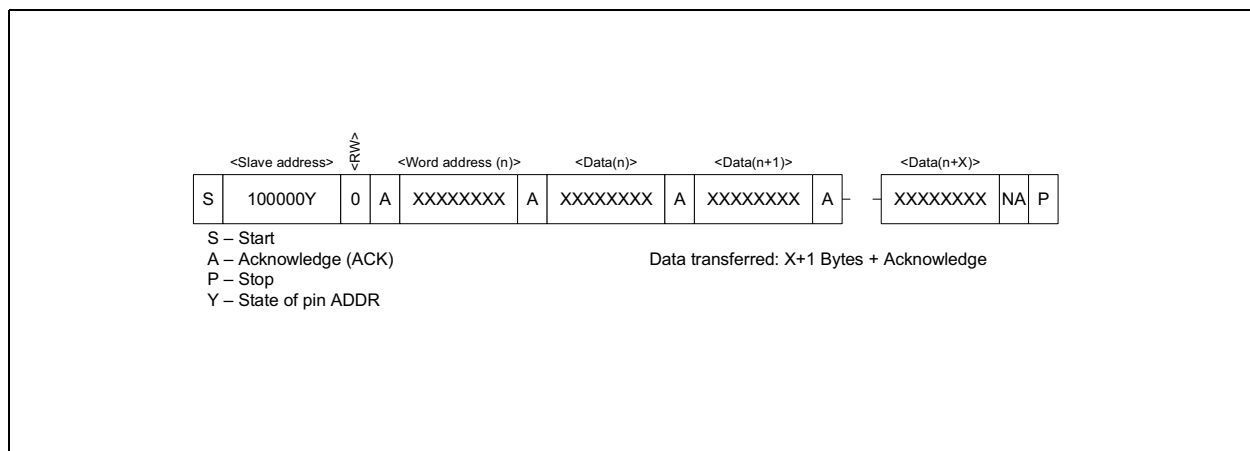 <Slave address> <RW> <Word address (n)> <Data(n)> <Data(n+1)> <Data(n+X)>
S 100000Y 0 A XXXXXXXX A XXXXXXXX A XXXXXXXX A XXXXXXXX NA P
S – Start
A – Acknowledge (ACK) Data transferred: X+1 Bytes + Acknowledge
P – Stop
Y – State of pin ADDR